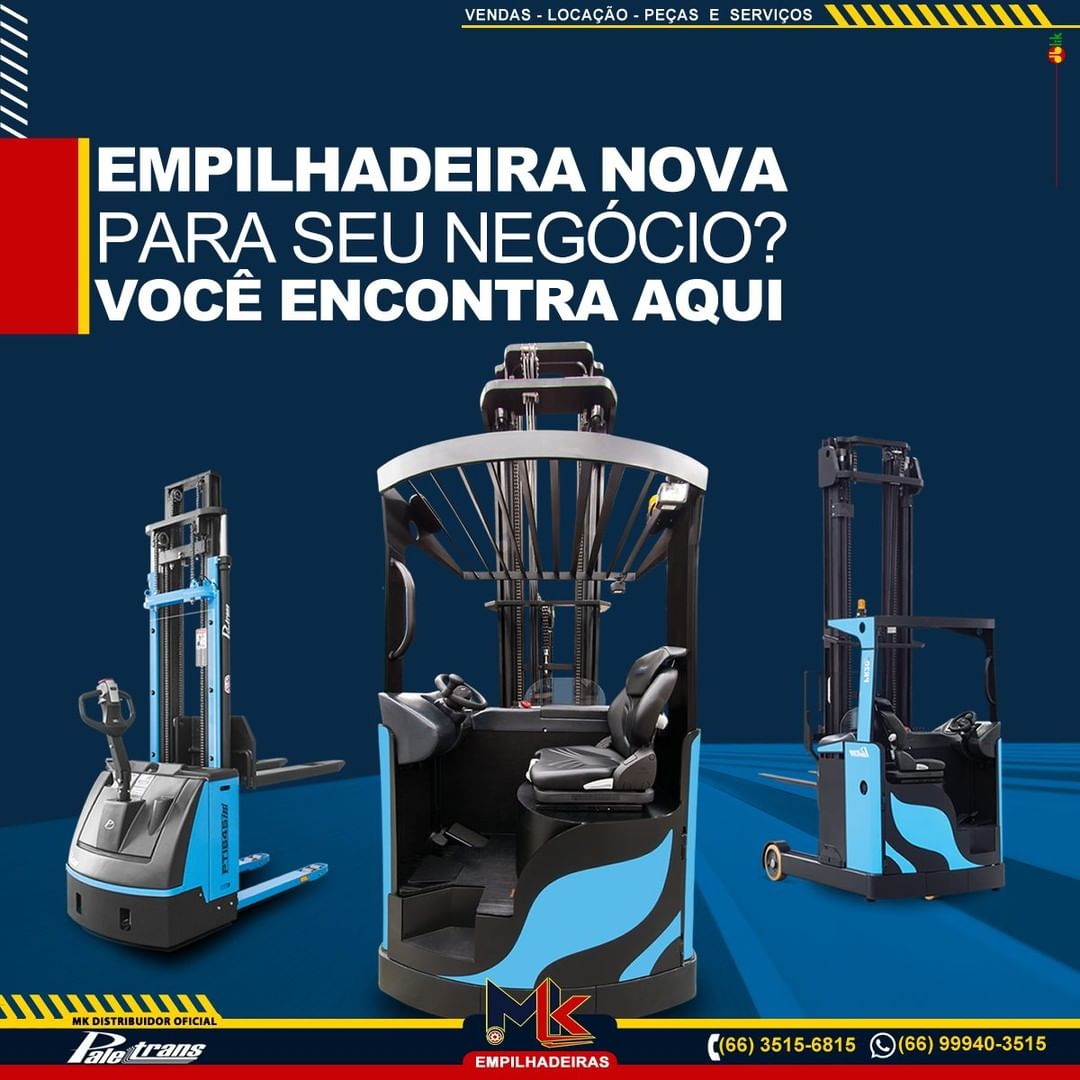 VENDAS - LOCAÇÃO - PEÇAS E SERVIÇOS
EMPILHADEIRA NOVA
PARA SEU NEGÓCIO?
VOCÊ ENCONTRA AQUI
MK DISTRIBUIDOR OFICIAL
Paletrans
MK
EMPILHADEIRAS
(66) 3515-6815
(66) 99940-3515